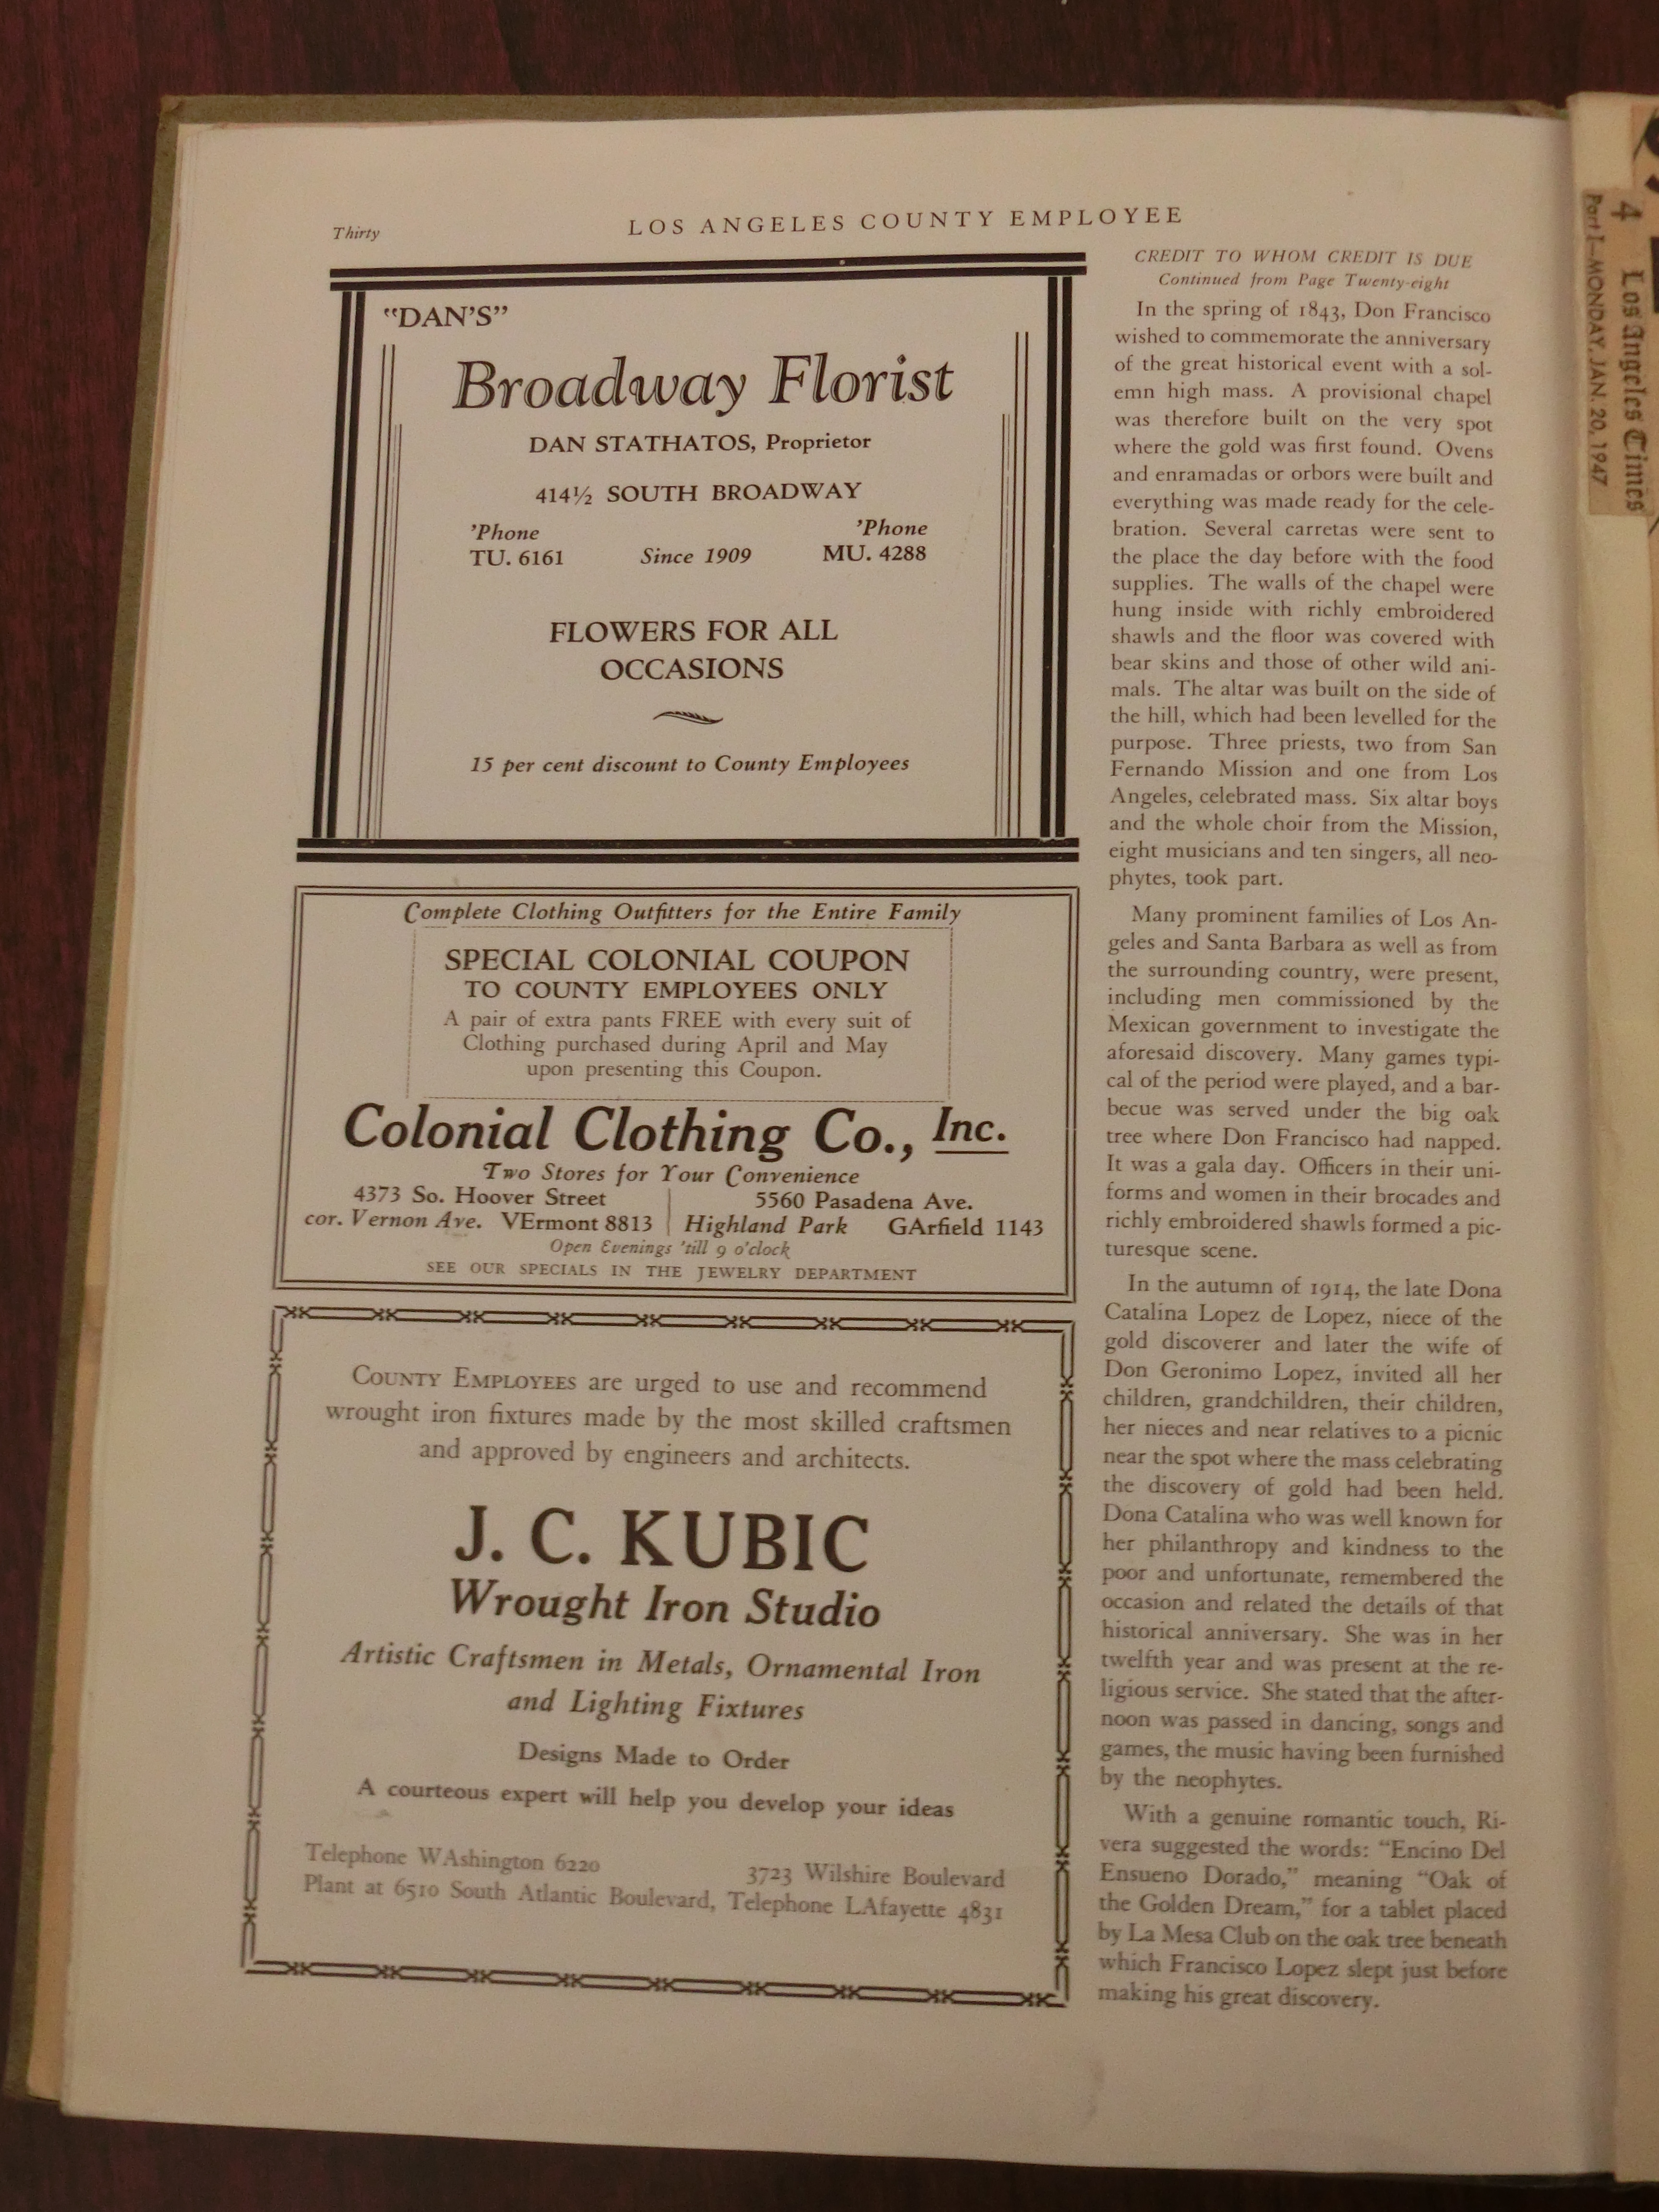 Thirty
LOS ANGELES COUNTY EMPLOYEE
"DAN'S"
Broadway Florist
DAN STATHATOS, Proprietor
414½ SOUTH BROADWAY
'Phone 'Phone
TU. 6161 Since 1909 MU. 4288
FLOWERS FOR ALL
OCCASIONS
15 per cent discount to County Employees
Complete Clothing Outfitters for the Entire Family
SPECIAL COLONIAL COUPON
TO COUNTY EMPLOYEES ONLY
A pair of extra pants FREE with every suit of
Clothing purchased during April and May
upon presenting this Coupon.
Colonial Clothing Co., Inc.
Two Stores for Your Convenience
4373 So. Hoover Street 5560 Pasadena Ave.
cor. Vernon Ave. VErmont 8813 Highland Park GArfield 1143
Open Evenings 'till 9 o'clock
SEE OUR SPECIALS IN THE JEWELRY DEPARTMENT
COUNTY EMPLOYEES are urged to use and recommend
wrought iron fixtures made by the most skilled craftsmen
and approved by engineers and architects.
J. C. KUBIC
Wrought Iron Studio
Artistic Craftsmen in Metals, Ornamental Iron
and Lighting Fixtures
Designs Made to Order
A courteous expert will help you develop your ideas
Telephone WAshington 6220 3723 Wilshire Boulevard
Plant at 6510 South Atlantic Boulevard, Telephone LAfayette 4831
CREDIT TO WHOM CREDIT IS DUE
Continued from Page Twenty-eight
In the spring of 1843, Don Francisco
wished to commemorate the anniversary
of the great historical event with a sol-
emn high mass. A provisional chapel
was therefore built on the very spot
where the gold was first found. Ovens
and enramadas or orbors were built and
everything was made ready for the cele-
bration. Several carretas were sent to
the place the day before with the food
supplies. The walls of the chapel were
hung inside with richly embroidered
shawls and the floor was covered with
bear skins and those of other wild ani-
mals. The altar was built on the side of
the hill, which had been levelled for the
purpose. Three priests, two from San
Fernando Mission and one from Los
Angeles, celebrated mass. Six altar boys
and the whole choir from the Mission,
eight musicians and ten singers, all neo-
phytes, took part.
Many prominent families of Los An-
geles and Santa Barbara as well as from
the surrounding country, were present,
including men commissioned by the
Mexican government to investigate the
aforesaid discovery. Many games typi-
cal of the period were played, and a bar-
becue was served under the big oak
tree where Don Francisco had napped.
It was a gala day. Officers in their uni-
forms and women in their brocades and
richly embroidered shawls formed a pic-
turesque scene.
In the autumn of 1914, the late Dona
Catalina Lopez de Lopez, niece of the
gold discoverer and later the wife of
Don Geronimo Lopez, invited all her
children, grandchildren, their children,
her nieces and near relatives to a picnic
near the spot where the mass celebrating
the discovery of gold had been held.
Dona Catalina who was well known for
her philanthropy and kindness to the
poor and unfortunate, remembered the
occasion and related the details of that
historical anniversary. She was in her
twelfth year and was present at the re-
ligious service. She stated that the after-
noon was passed in dancing, songs and
games, the music having been furnished
by the neophytes.
With a genuine romantic touch, Ri-
vera suggested the words: "Encino Del
Ensueno Dorado," meaning "Oak of
the Golden Dream," for a tablet placed
by La Mesa Club on the oak tree beneath
which Francisco Lopez slept just before
making his great discovery.
4 Los Angeles Times
Part I—MONDAY, JAN. 20, 1947